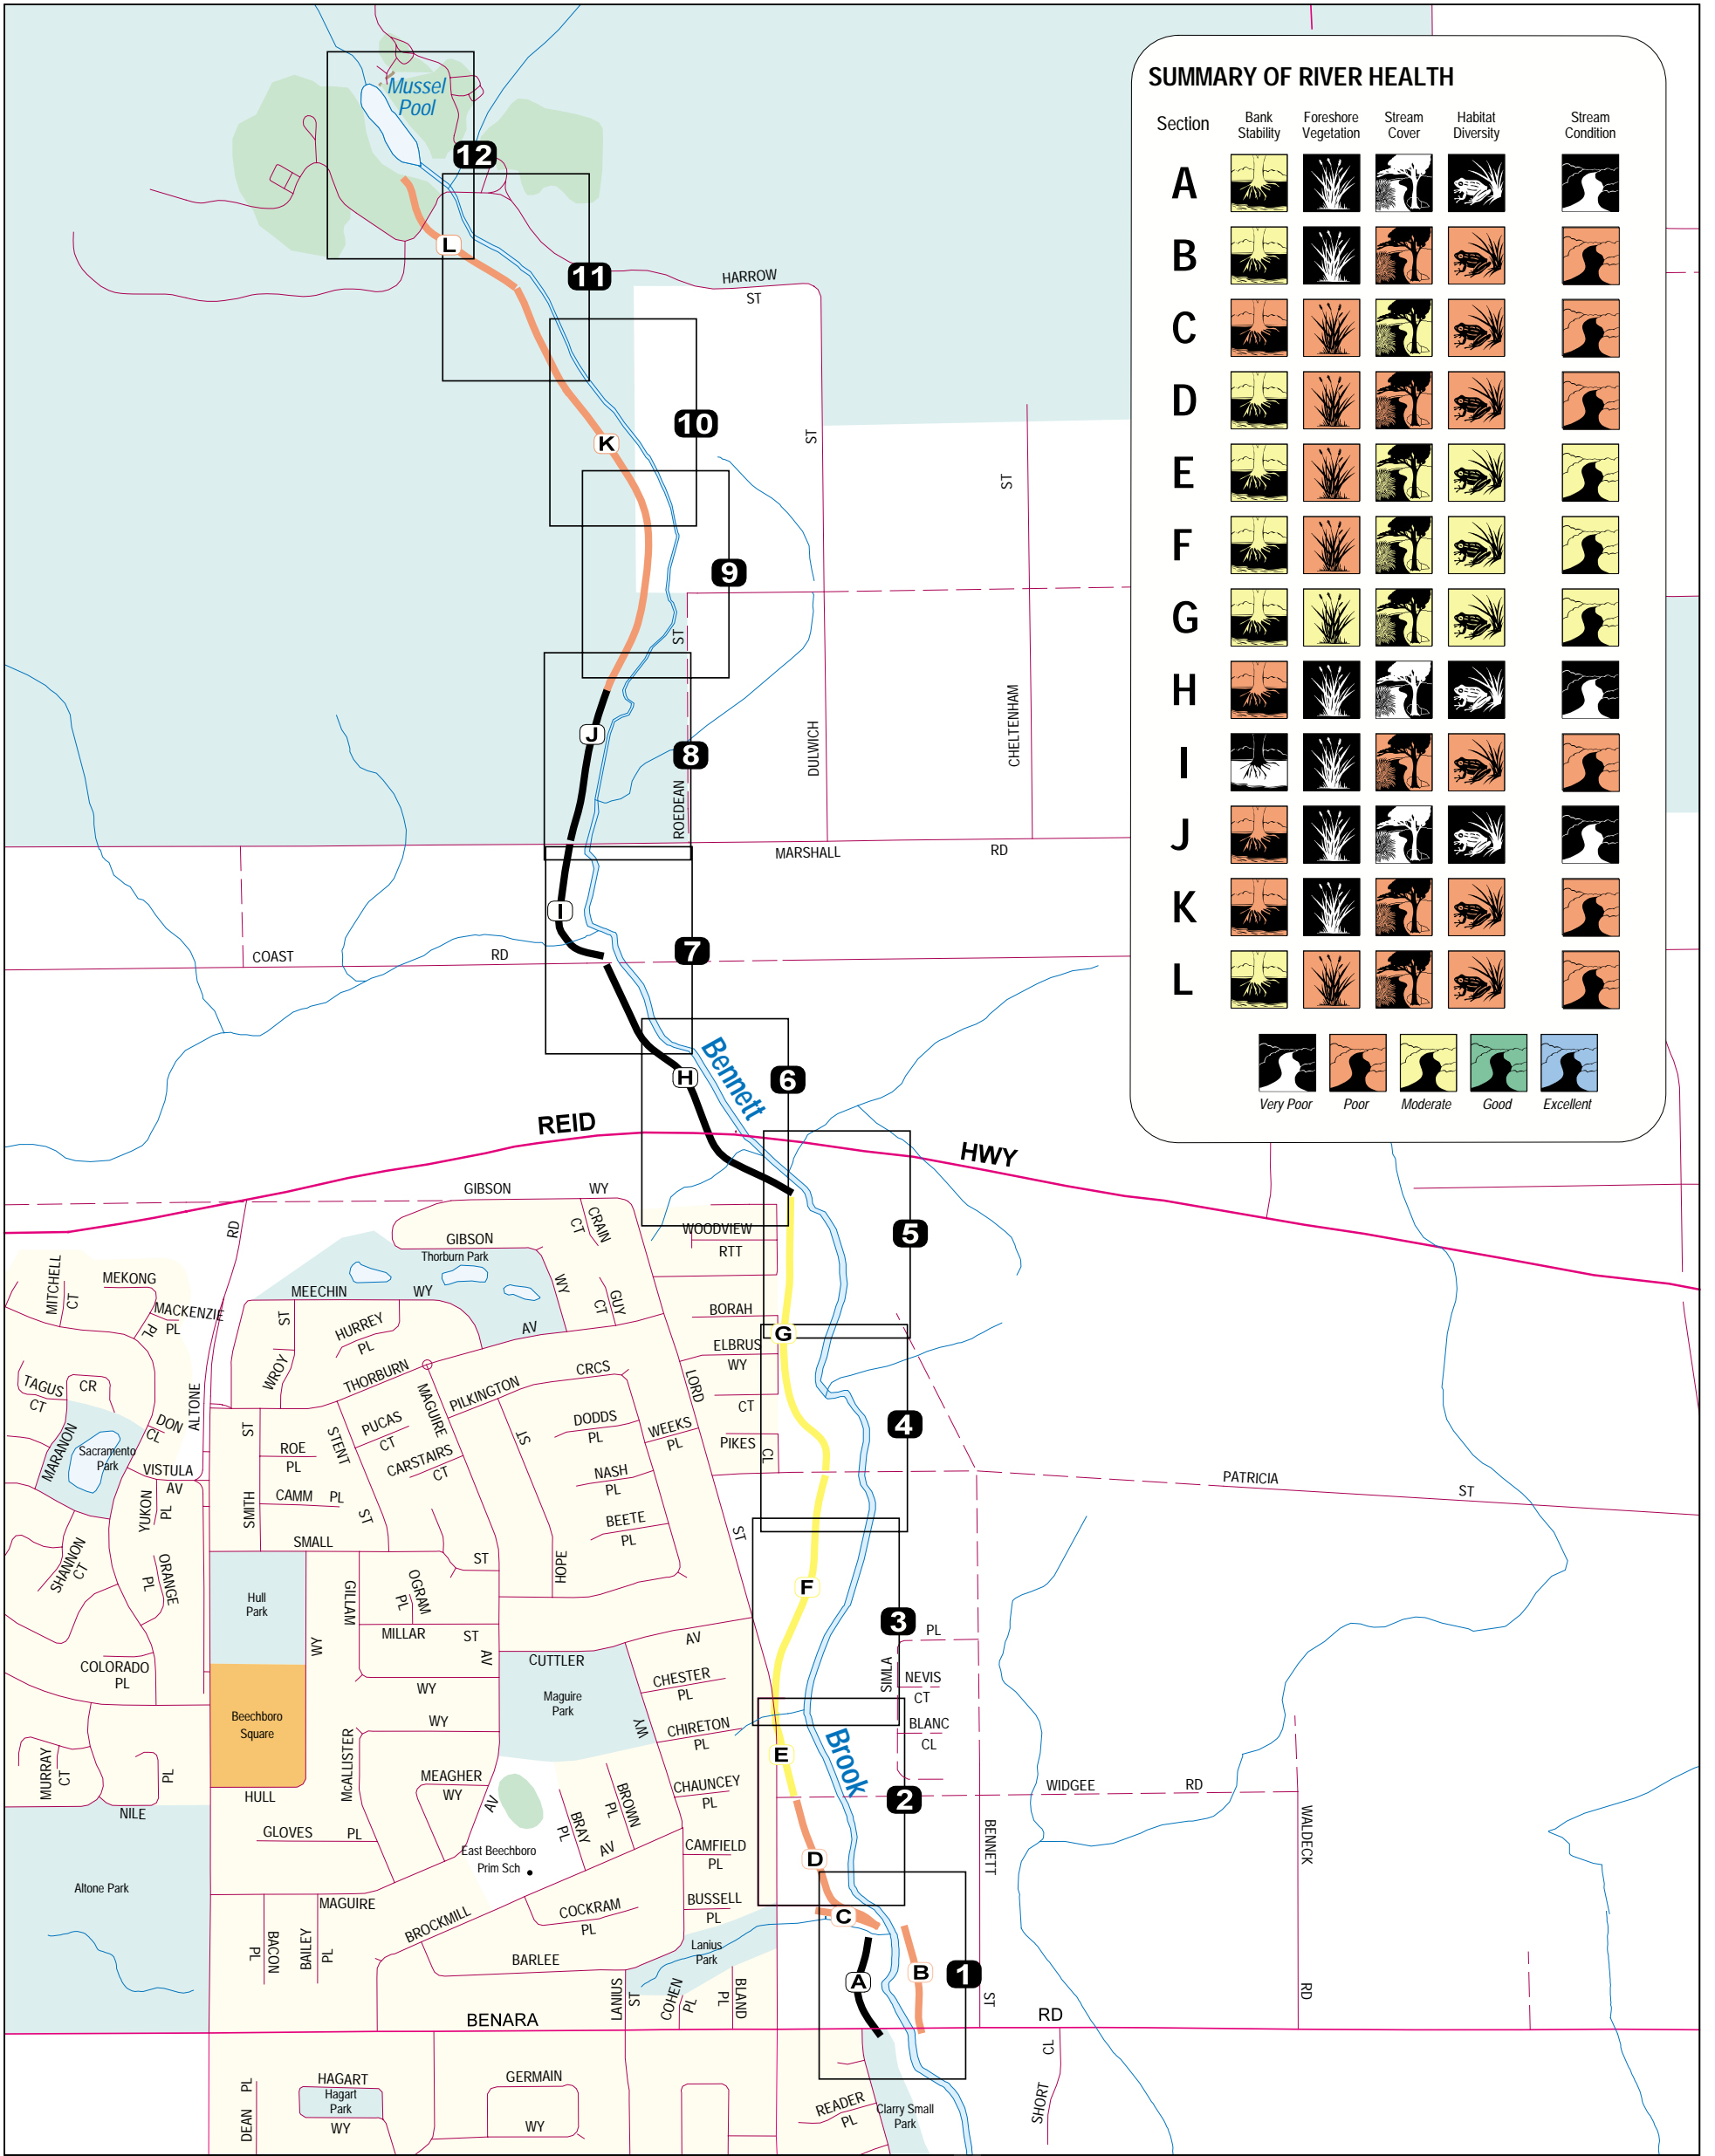 SUMMARY OF RIVER HEALTH
Section
Bank
Stability
Foreshore
Vegetation
Stream
Cover
Habitat
Diversity
Stream
Condition
A
B
C
D
E
F
G
H
I
J
K
L
Very Poor
Poor
Moderate
Good
Excellent
Mussel
Pool
12
L
11
HARROW
ST
10
K
ST
ST
9
ST
J
8
ROEDEAN
DULWICH
CHELTENHAM
MARSHALL
RD
I
7
COAST
RD
Bennett
H
6
REID
HWY
GIBSON
WY
RD
CRAIN
CT
WOODVIEW
RTT
5
GIBSON
Thorburn Park
MITCHELL
CT
MEKONG
MACKENZIE
PL
PL
MEECHIN
WY
WY
GUY
CT
ST
HURREY
PL
AV
BORAH
G
ELBRUS
WY
WROY
THORBURN
CRCS
PILKINGTON
MAGUIRE
LORD
CT
TAGUS
CT
CR
ALTONE
DON
CL
MARANON
Sacramento
Park
VISTULA
AV
ST
STENT
PUCAS
CT
CARSTAIRS
CT
ST
DODDS
PL
WEEKS
PL
PIKES
CL
4
ROE
PL
NASH
PL
PATRICIA
ST
YUKON
PL
SMITH
CAMM
PL
ST
BEETE
PL
ST
SMALL
ST
HOPE
SHANNON
CT
ORANGE
PL
Hull
Park
GILLAM
OGRAM
PL
F
3
PL
MILLAR
ST
WY
AV
CUTTLER
AV
SIMLA
NEVIS
CT
COLORADO
PL
WY
CHESTER
PL
Maguire
Park
Beechboro
Square
WY
WY
CHIRETON
PL
BLANC
CL
E
Brook
MURRAY
CT
PL
McALLISTER
MEAGHER
WY
AV
CHAUNCEY
PL
WIDGEE
RD
2
NILE
HULL
BRAY
PL
BROWN
PL
GLOVES
PL
AV
East Beechboro
Prim Sch
CAMFIELD
PL
D
BENNETT
WALDECK
Altone Park
MAGUIRE
BROCKMILL
COCKRAM
PL
BUSSELL
PL
C
BACON
PL
BAILEY
PL
BARLEE
Lanius
Park
LANIUS
ST
COHEN
PL
BLAND
PL
A
B
1
ST
RD
BENARA
RD
CL
SHORT
HAGART
Hagart
Park
WY
DEAN
PL
GERMAIN
WY
READER
PL
Clarry Small
Park